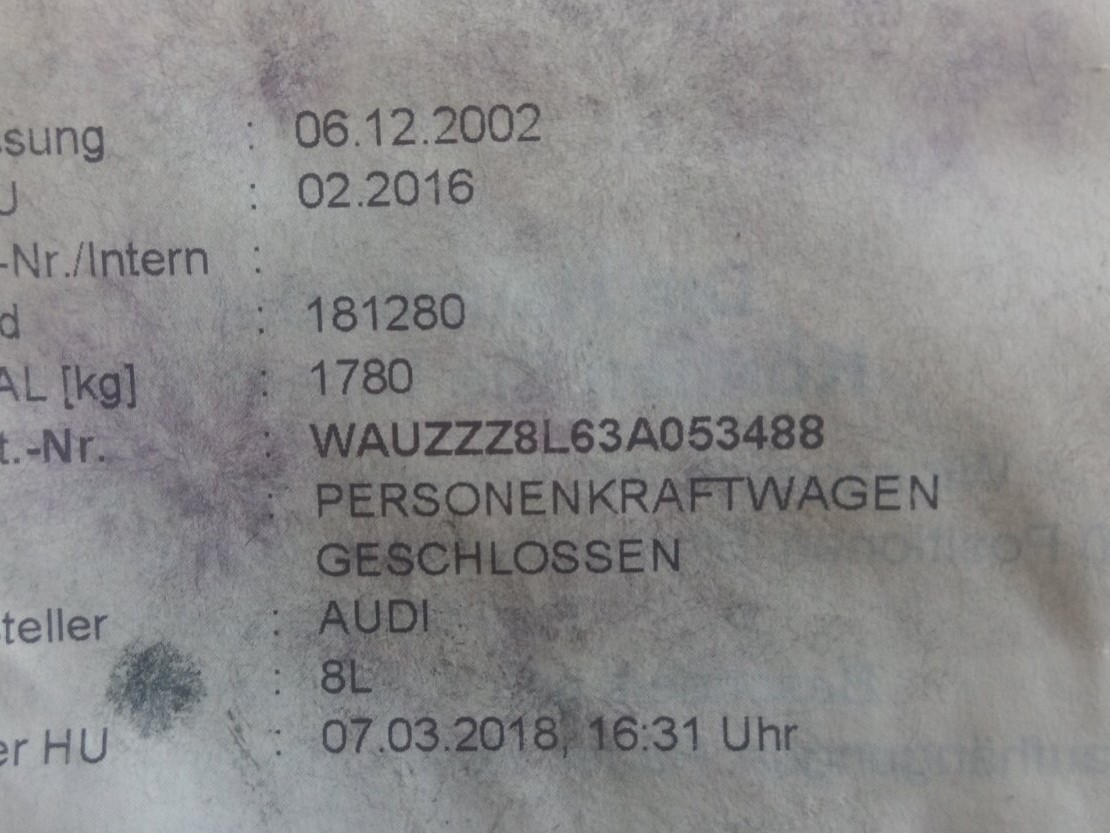 ssung : 06.12.2002
U : 02.2016
-Nr./Intern :
d : 181280
AL [kg] : 1780
t.-Nr. : WAUZZZ8L63A053488
: PERSONENKRAFTWAGEN
GESCHLOSSEN
teller : AUDI
: 8L
er HU : 07.03.2018, 16:31 Uhr